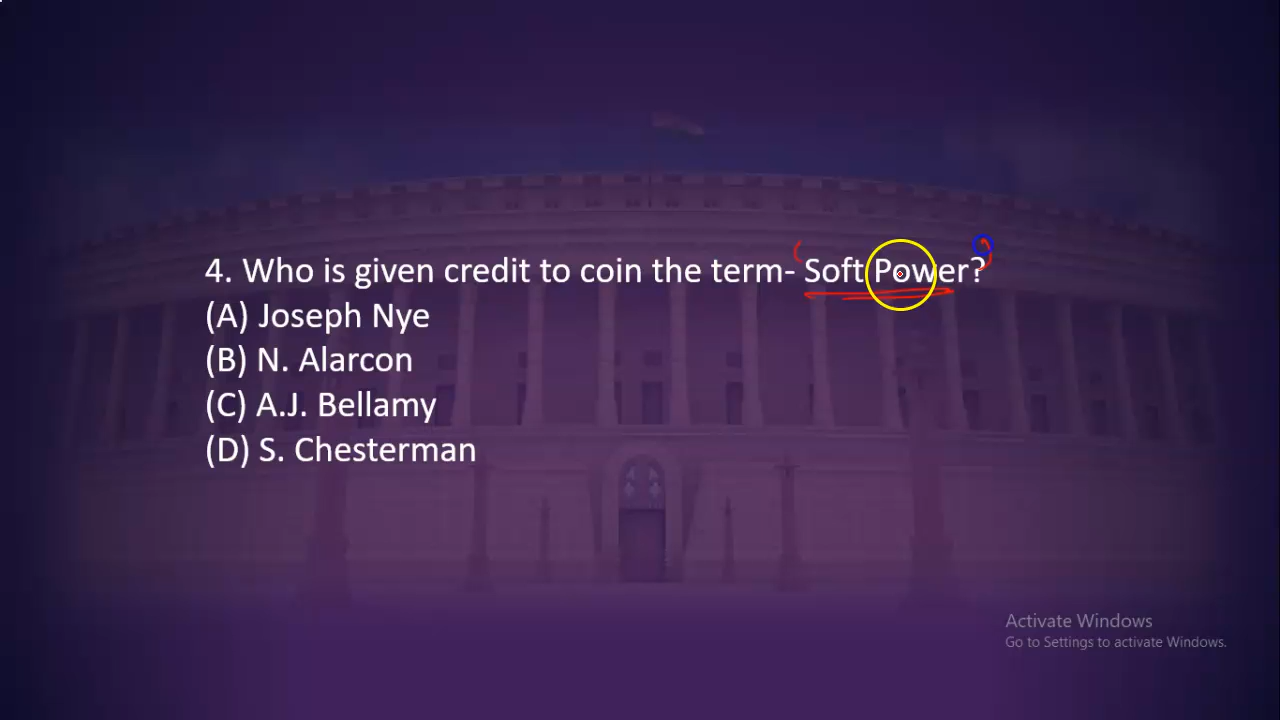 4. Who is given credit to coin the term- Soft Power?
(A) Joseph Nye
(B) N. Alarcon
(C) A.J. Bellamy
(D) S. Chesterman
Activate Windows
Go to Settings to activate Windows.